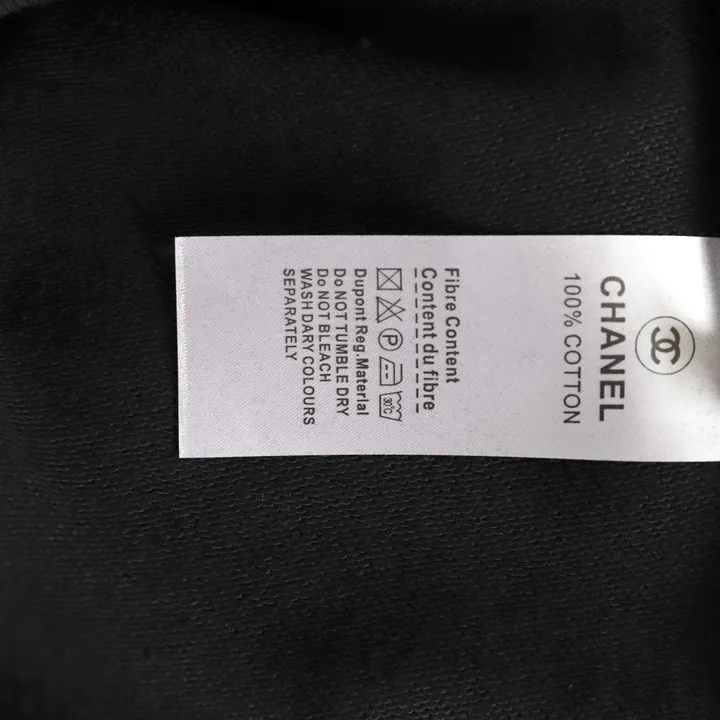 CHANEL
100% COTTON
Fibre Content
Content du fibre
P
30°C
Dupont Reg.Material
Do NOT TUMBLE DRY
Do NOT BLEACH
WASH DARY COLOURS
SEPARATELY